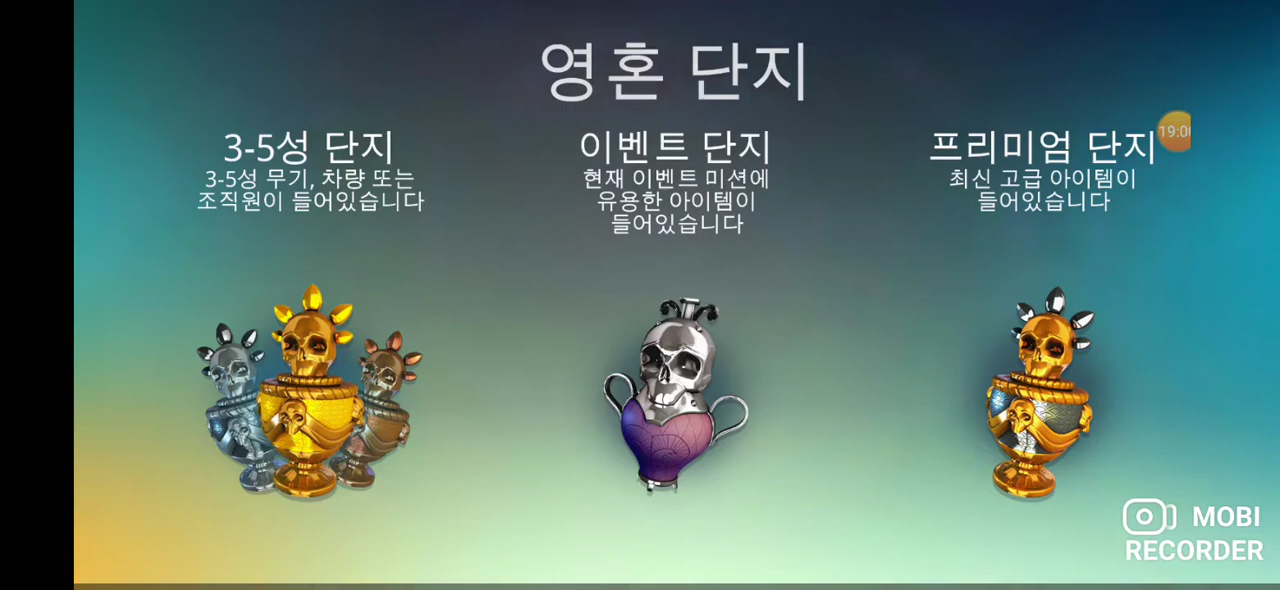 영혼 단지
3-5성 단지
3-5성 무기, 차량 또는
조직원이 들어있습니다
이벤트 단지
현재 이벤트 미션에
유용한 아이템이
들어있습니다
프리미엄 단지
최신 고급 아이템이
들어있습니다
19:00
MOBI
RECORDER